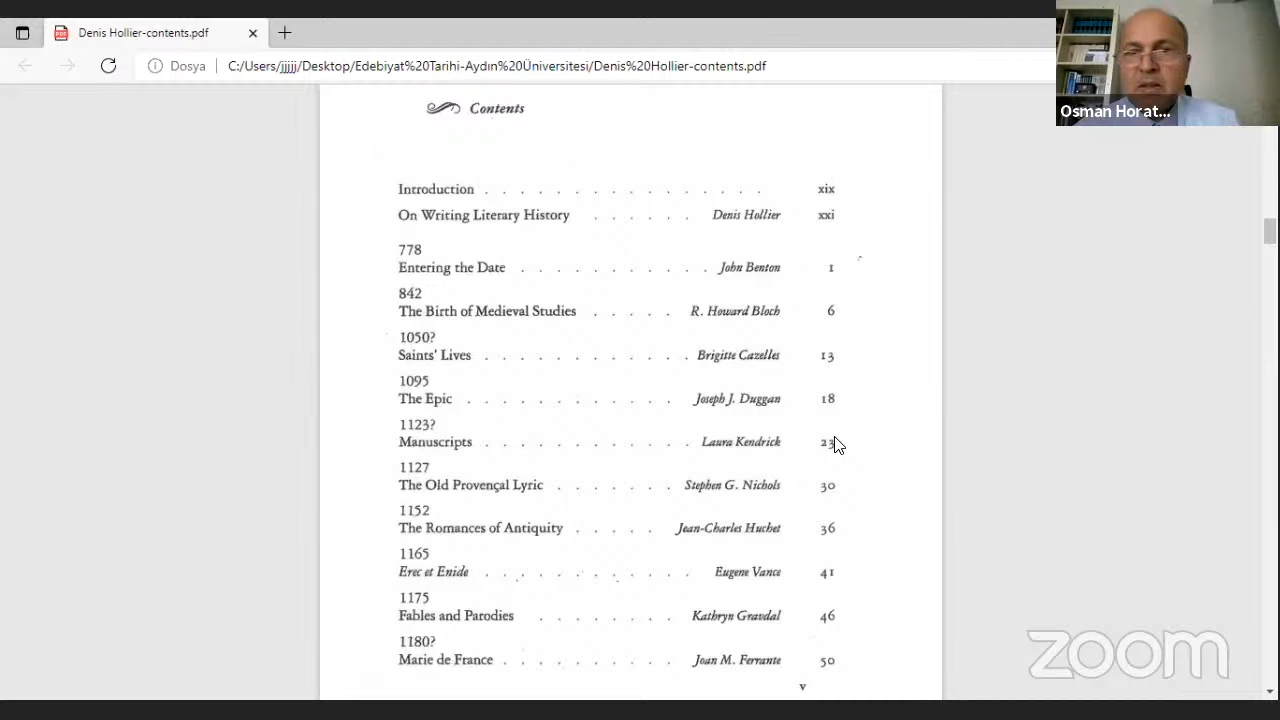 Denis Hollier-contents.pdf
Dosya C:/Users/jjjjj/Desktop/Edebiyat%20Tarihi-Aydın%20Üniversitesi/Denis%20Hollier-contents.pdf
Osman Horat...
Contents
Introduction . . . . . . . . . . . . . . . . xix
On Writing Literary History . . . . . . Denis Hollier xxi
778
Entering the Date . . . . . . . . . . . John Benton 1
842
The Birth of Medieval Studies . . . . . R. Howard Bloch 6
1050?
Saints' Lives . . . . . . . . . . . . Brigitte Cazelles 13
1095
The Epic . . . . . . . . . . . . Joseph J. Duggan 18
1123?
Manuscripts . . . . . . . . . . . . Laura Kendrick 23
1127
The Old Provençal Lyric . . . . . . . Stephen G. Nichols 30
1152
The Romances of Antiquity . . . . . Jean-Charles Huchet 36
1165
Erec et Enide . . . . . . . . . . . . Eugene Vance 41
1175
Fables and Parodies . . . . . . . . Kathryn Gravdal 46
1180?
Marie de France . . . . . . . . . . Joan M. Ferrante 50
v
zoom